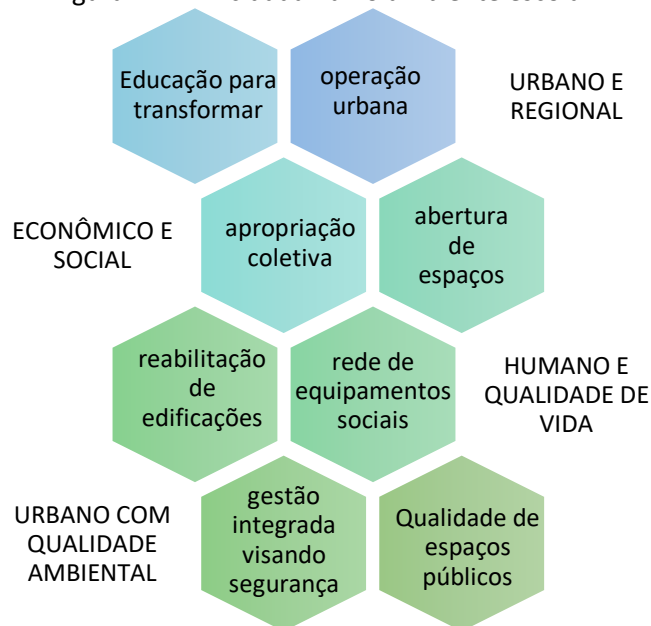 Educação para
transformar
operação
urbana
URBANO E
REGIONAL
ECONÔMICO E
SOCIAL
apropriação
coletiva
abertura
de
espaços
reabilitação
de
edificações
rede de
equipamentos
sociais
HUMANO E
QUALIDADE DE
VIDA
URBANO COM
QUALIDADE
AMBIENTAL
gestão
integrada
visando
segurança
Qualidade de
espaços
públicos